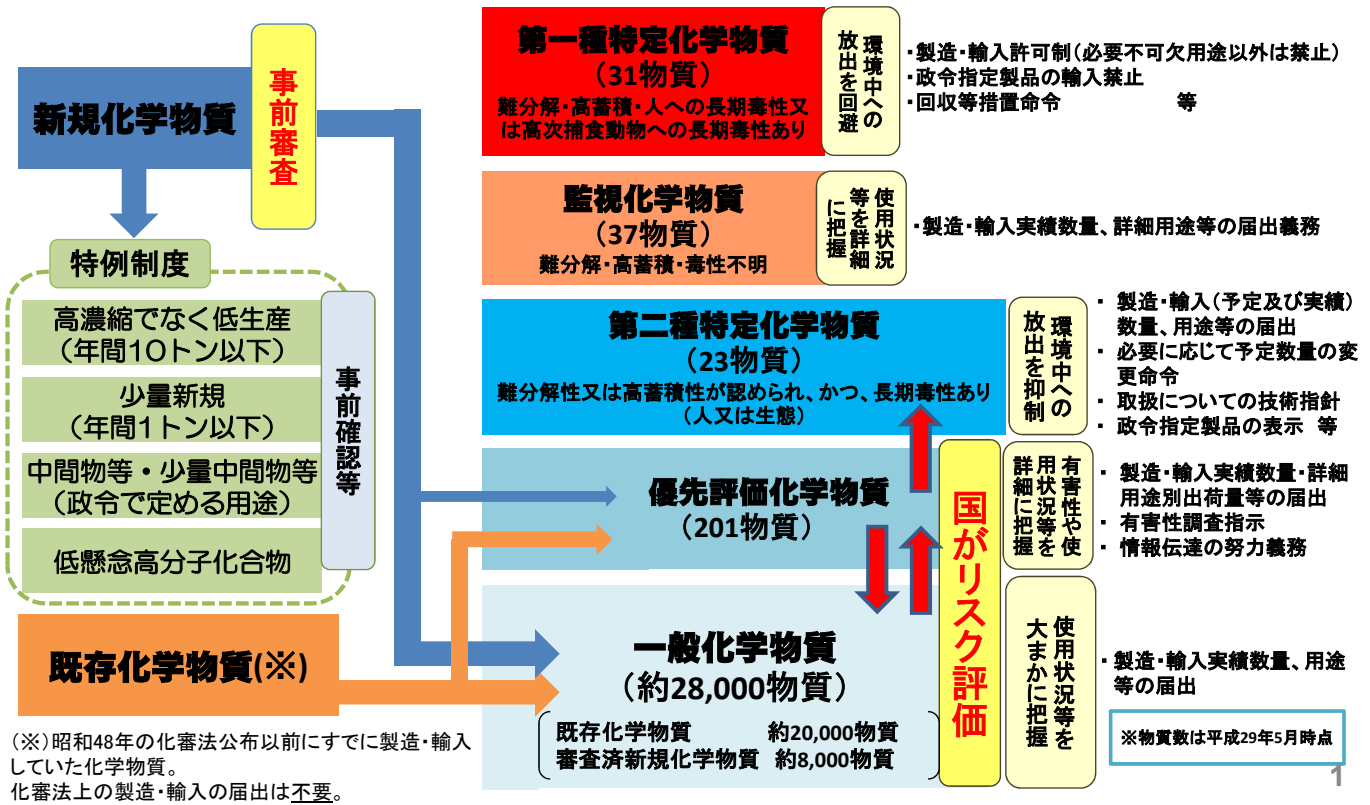 新規化学物質
事前審査
特例制度
高濃縮でなく低生産
（年間10トン以下）
少量新規
（年間1トン以下）
中間物等・少量中間物等
（政令で定める用途）
低懸念高分子化合物
事前確認等
既存化学物質(※)
(※)昭和48年の化審法公布以前にすでに製造・輸入
していた化学物質。
化審法上の製造・輸入の届出は不要。
第一種特定化学物質
（31物質）
難分解・高蓄積・人への長期毒性又
は高次捕食動物への長期毒性あり
環境中への
放出を回避
・製造・輸入許可制（必要不可欠用途以外は禁止）
・政令指定製品の輸入禁止
・回収等措置命令　　　　　等
監視化学物質
（37物質）
難分解・高蓄積・毒性不明
使用状況
等を詳細
に把握
・製造・輸入実績数量、詳細用途等の届出義務
第二種特定化学物質
（23物質）
難分解性又は高蓄積性が認められ、かつ、長期毒性あり
（人又は生態）
環境中への
放出を抑制
・ 製造・輸入（予定及び実績）
数量、用途等の届出
・ 必要に応じて予定数量の変
更命令
・ 取扱についての技術指針
・ 政令指定製品の表示 等
優先評価化学物質
（201物質）
国がリスク評価
有害性や使
用状況等を
詳細に把握
・ 製造・輸入実績数量・詳細
用途別出荷量等の届出
・ 有害性調査指示
・ 情報伝達の努力義務
一般化学物質
（約28,000物質）
既存化学物質　　　約20,000物質
審査済新規化学物質　約8,000物質
使用状況等を
大まかに把握
・製造・輸入実績数量、用途
等の届出
※物質数は平成29年5月時点
1